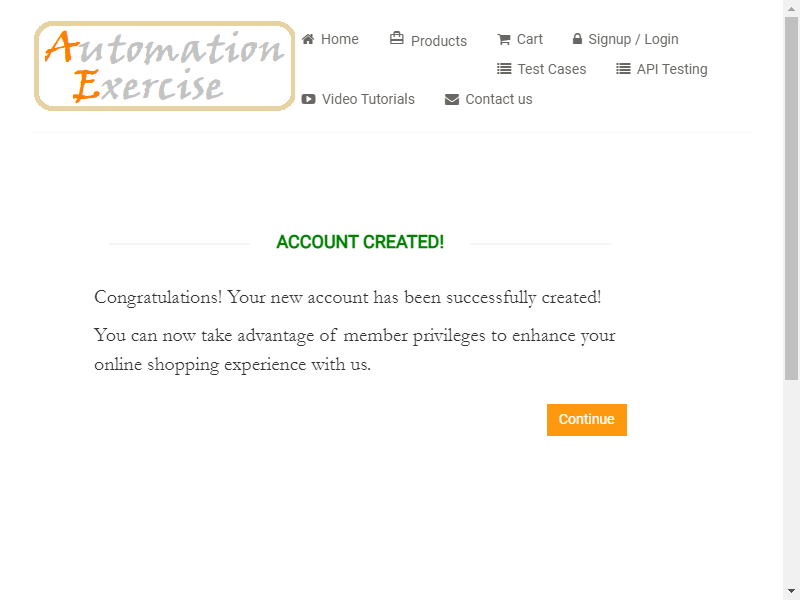 Automation
Exercise
Home
Products
Cart
Signup / Login
Test Cases
API Testing
Video Tutorials
Contact us
ACCOUNT CREATED!
Congratulations! Your new account has been successfully created!
You can now take advantage of member privileges to enhance your
online shopping experience with us.
Continue